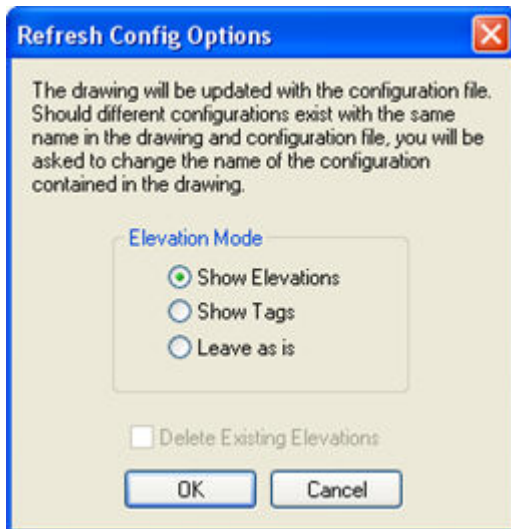 Refresh Config Options
The drawing will be updated with the configuration file.
Should different configurations exist with the same
name in the drawing and configuration file, you will be
asked to change the name of the configuration
contained in the drawing.
Elevation Mode
Show Elevations
Show Tags
Leave as is
Delete Existing Elevations
OK
Cancel